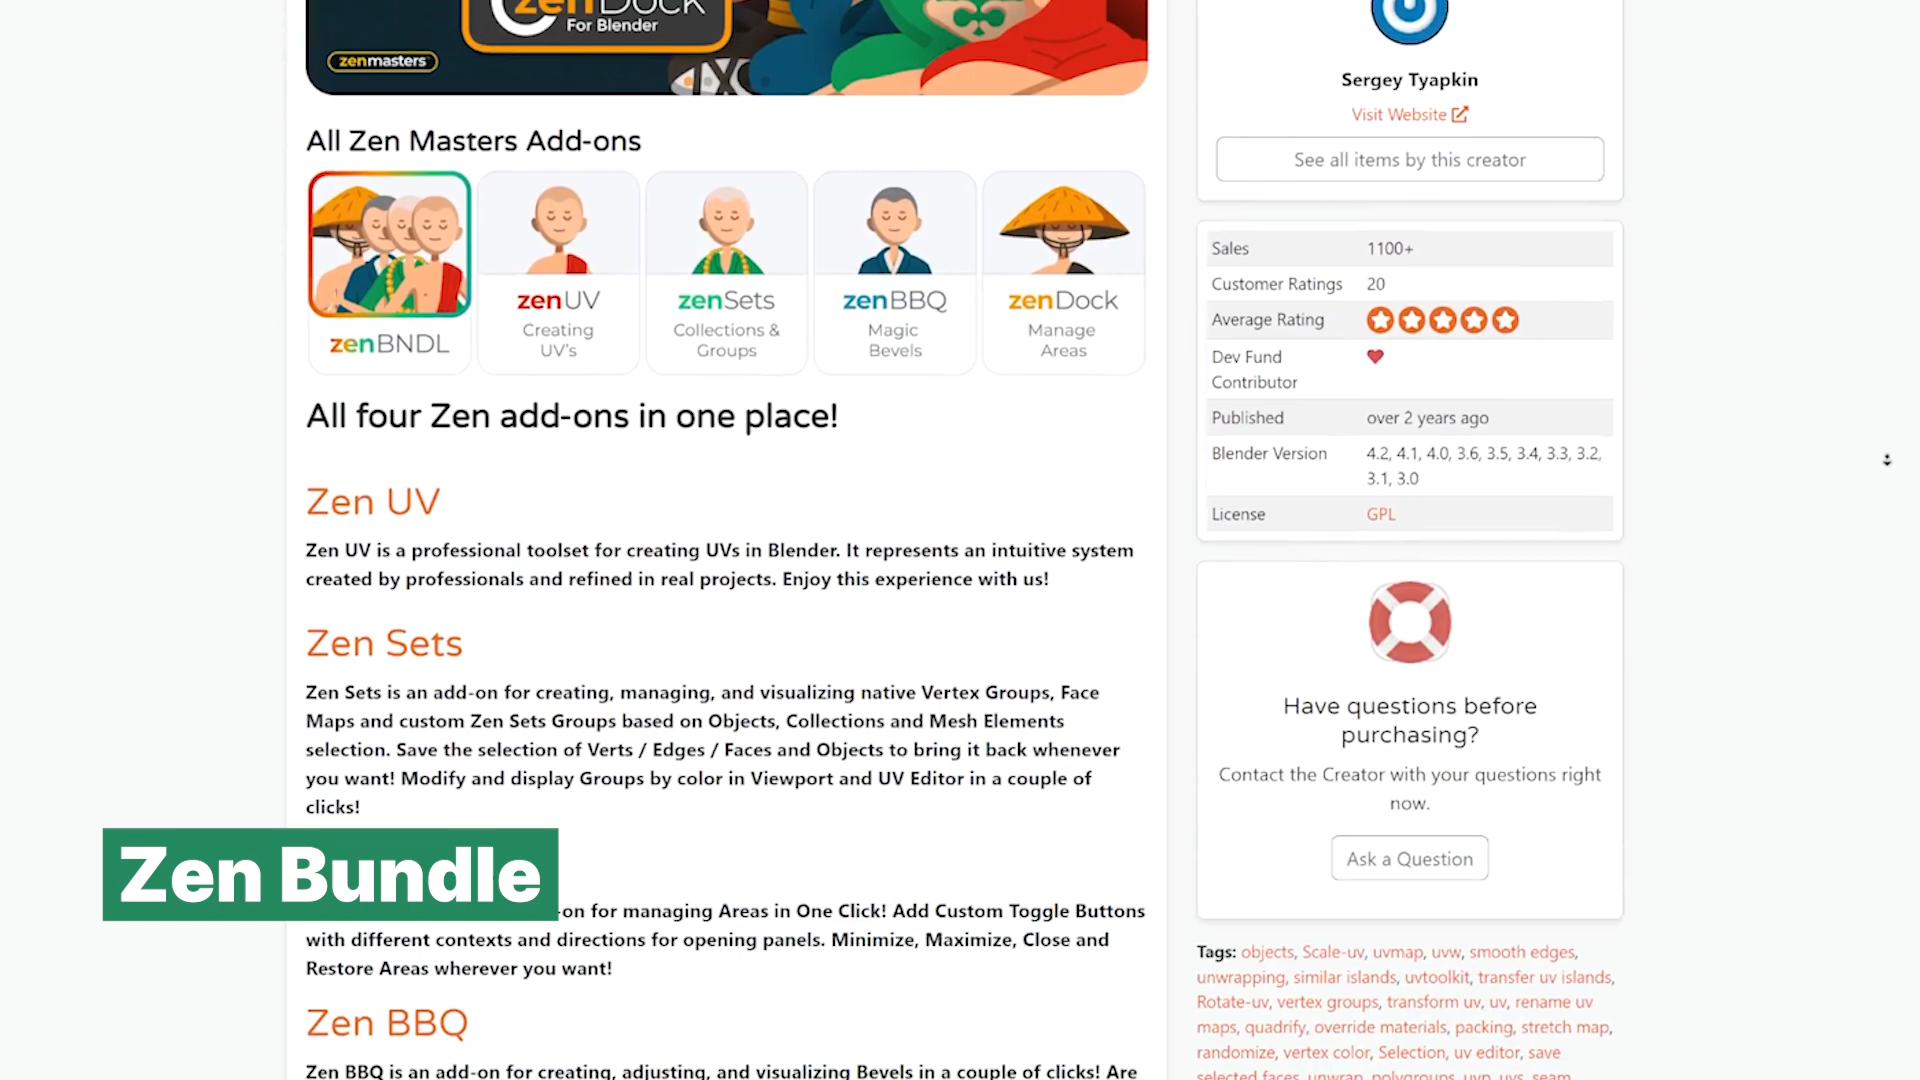 zenDock
For Blender
zenmasters
All Zen Masters Add-ons
zenBNDL
zenUV
Creating
UV's
zenSets
Collections &
Groups
zenBBQ
Magic
Bevels
zenDock
Manage
Areas
All four Zen add-ons in one place!
Zen UV
Zen UV is a professional toolset for creating UVs in Blender. It represents an intuitive system
created by professionals and refined in real projects. Enjoy this experience with us!
Zen Sets
Zen Sets is an add-on for creating, managing, and visualizing native Vertex Groups, Face
Maps and custom Zen Sets Groups based on Objects, Collections and Mesh Elements
selection. Save the selection of Verts / Edges / Faces and Objects to bring it back whenever
you want! Modify and display Groups by color in Viewport and UV Editor in a couple of
clicks!
Zen Bundle
-on for managing Areas in One Click! Add Custom Toggle Buttons
with different contexts and directions for opening panels. Minimize, Maximize, Close and
Restore Areas wherever you want!
Zen BBQ
Zen BBQ is an add-on for creating, adjusting, and visualizing Bevels in a couple of clicks! Are
Sergey Tyapkin
Visit Website
See all items by this creator
Sales 1100+
Customer Ratings 20
Average Rating
Dev Fund
Contributor
Published over 2 years ago
Blender Version 4.2, 4.1, 4.0, 3.6, 3.5, 3.4, 3.3, 3.2,
3.1, 3.0
License GPL
Have questions before
purchasing?
Contact the Creator with your questions right
now.
Ask a Question
Tags: objects, Scale-uv, uvmap, uvw, smooth edges,
unwrapping, similar islands, uvtoolkit, transfer uv islands,
Rotate-uv, vertex groups, transform uv, uv, rename uv
maps, quadrify, override materials, packing, stretch map,
randomize, vertex color, Selection, uv editor, save
selected faces, unwrap, polygroups, uvp, uvs, seam,